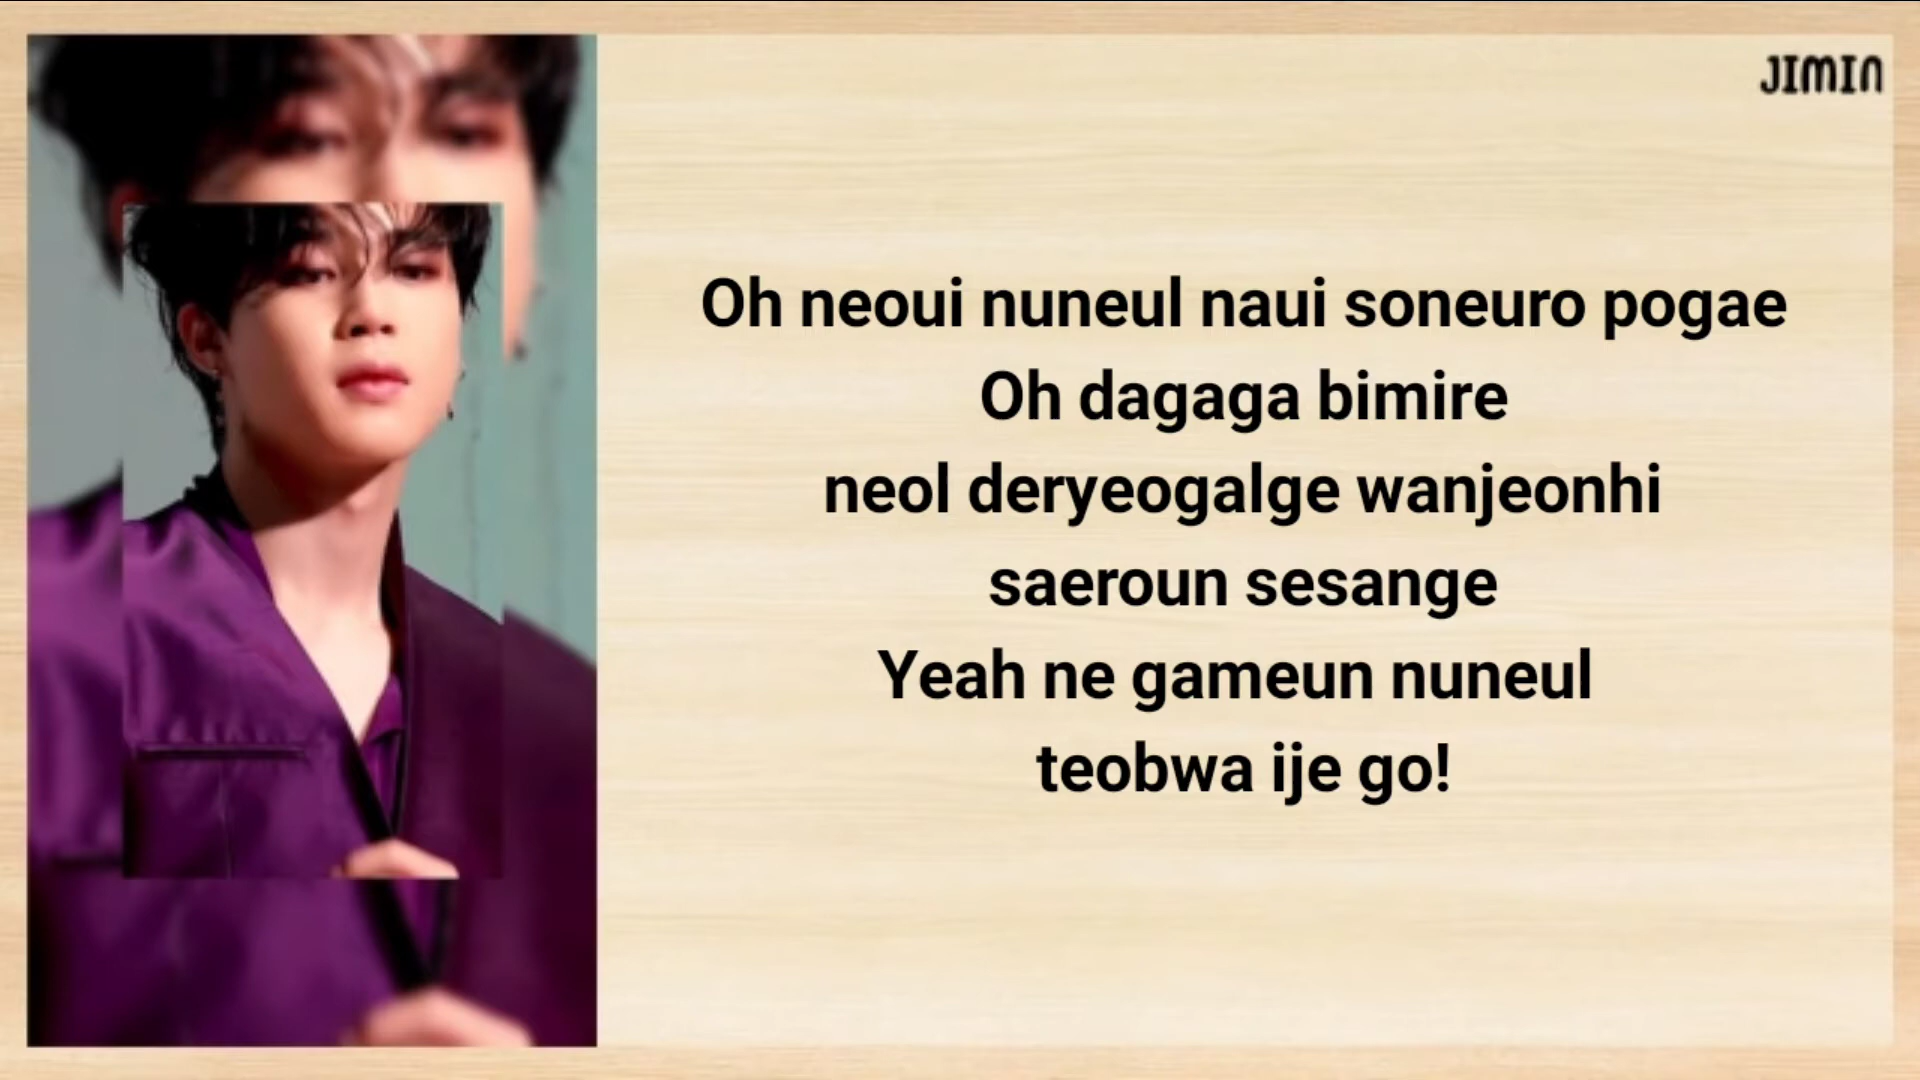 JIMIN
Oh neoui nuneul naui soneuro pogae
Oh dagaga bimire
neol deryeogalge wanjeonhi
saeroun sesange
Yeah ne gameun nuneul
teobwa ije go!